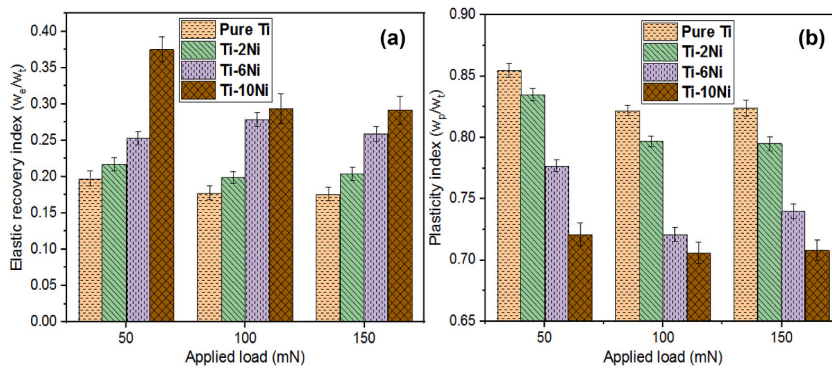 (a)
Pure Ti
Ti-2Ni
Ti-6Ni
Ti-10Ni
Elastic recovery index (we/wt)
0.40
0.35
0.30
0.25
0.20
0.15
0.10
0.05
0.00
50 100 150
Applied load (mN)
(b)
Pure Ti
Ti-2Ni
Ti-6Ni
Ti-10Ni
Plasticity index (wp/wt)
0.90
0.85
0.80
0.75
0.70
0.65
50 100 150
Applied load (mN)